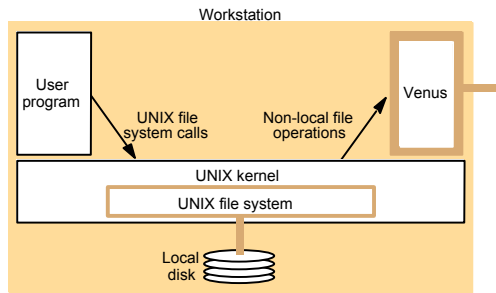 Workstation
User
program
UNIX file
system calls
Non-local file
operations
Venus
UNIX kernel
UNIX file system
Local
disk